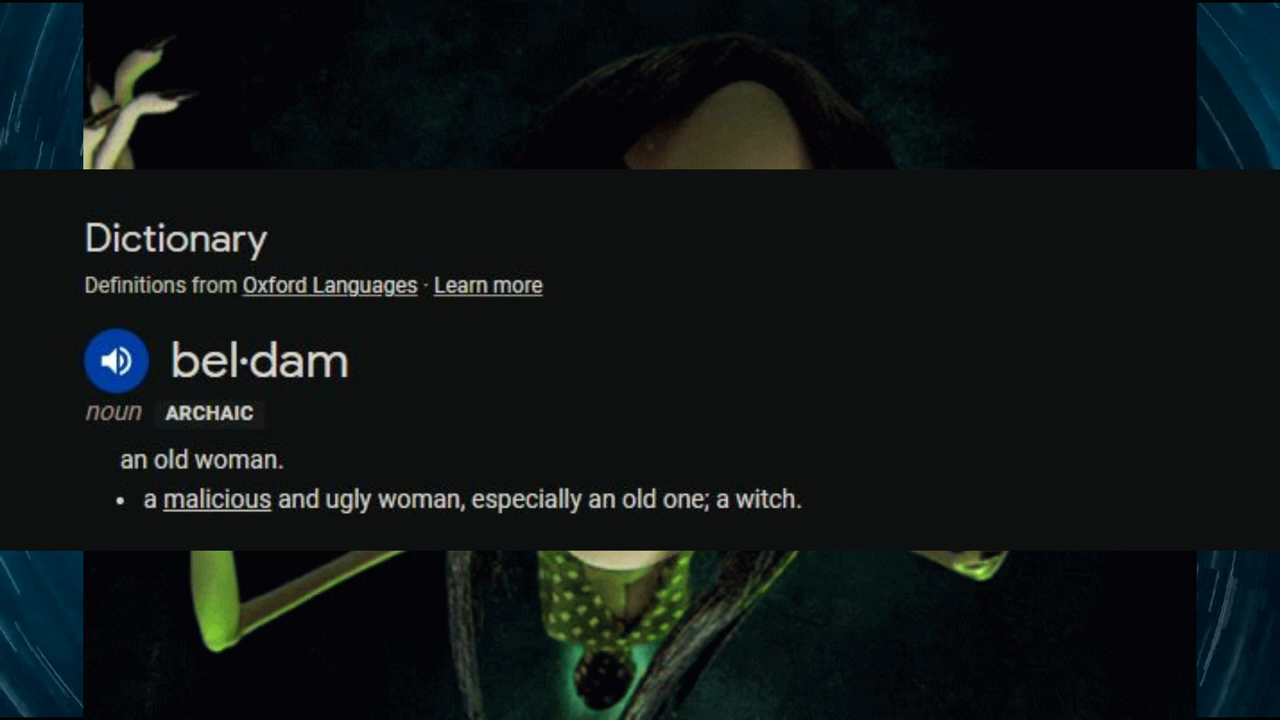 Dictionary
Definitions from Oxford Languages · Learn more
bel·dam
noun ARCHAIC
an old woman.
• a malicious and ugly woman, especially an old one; a witch.